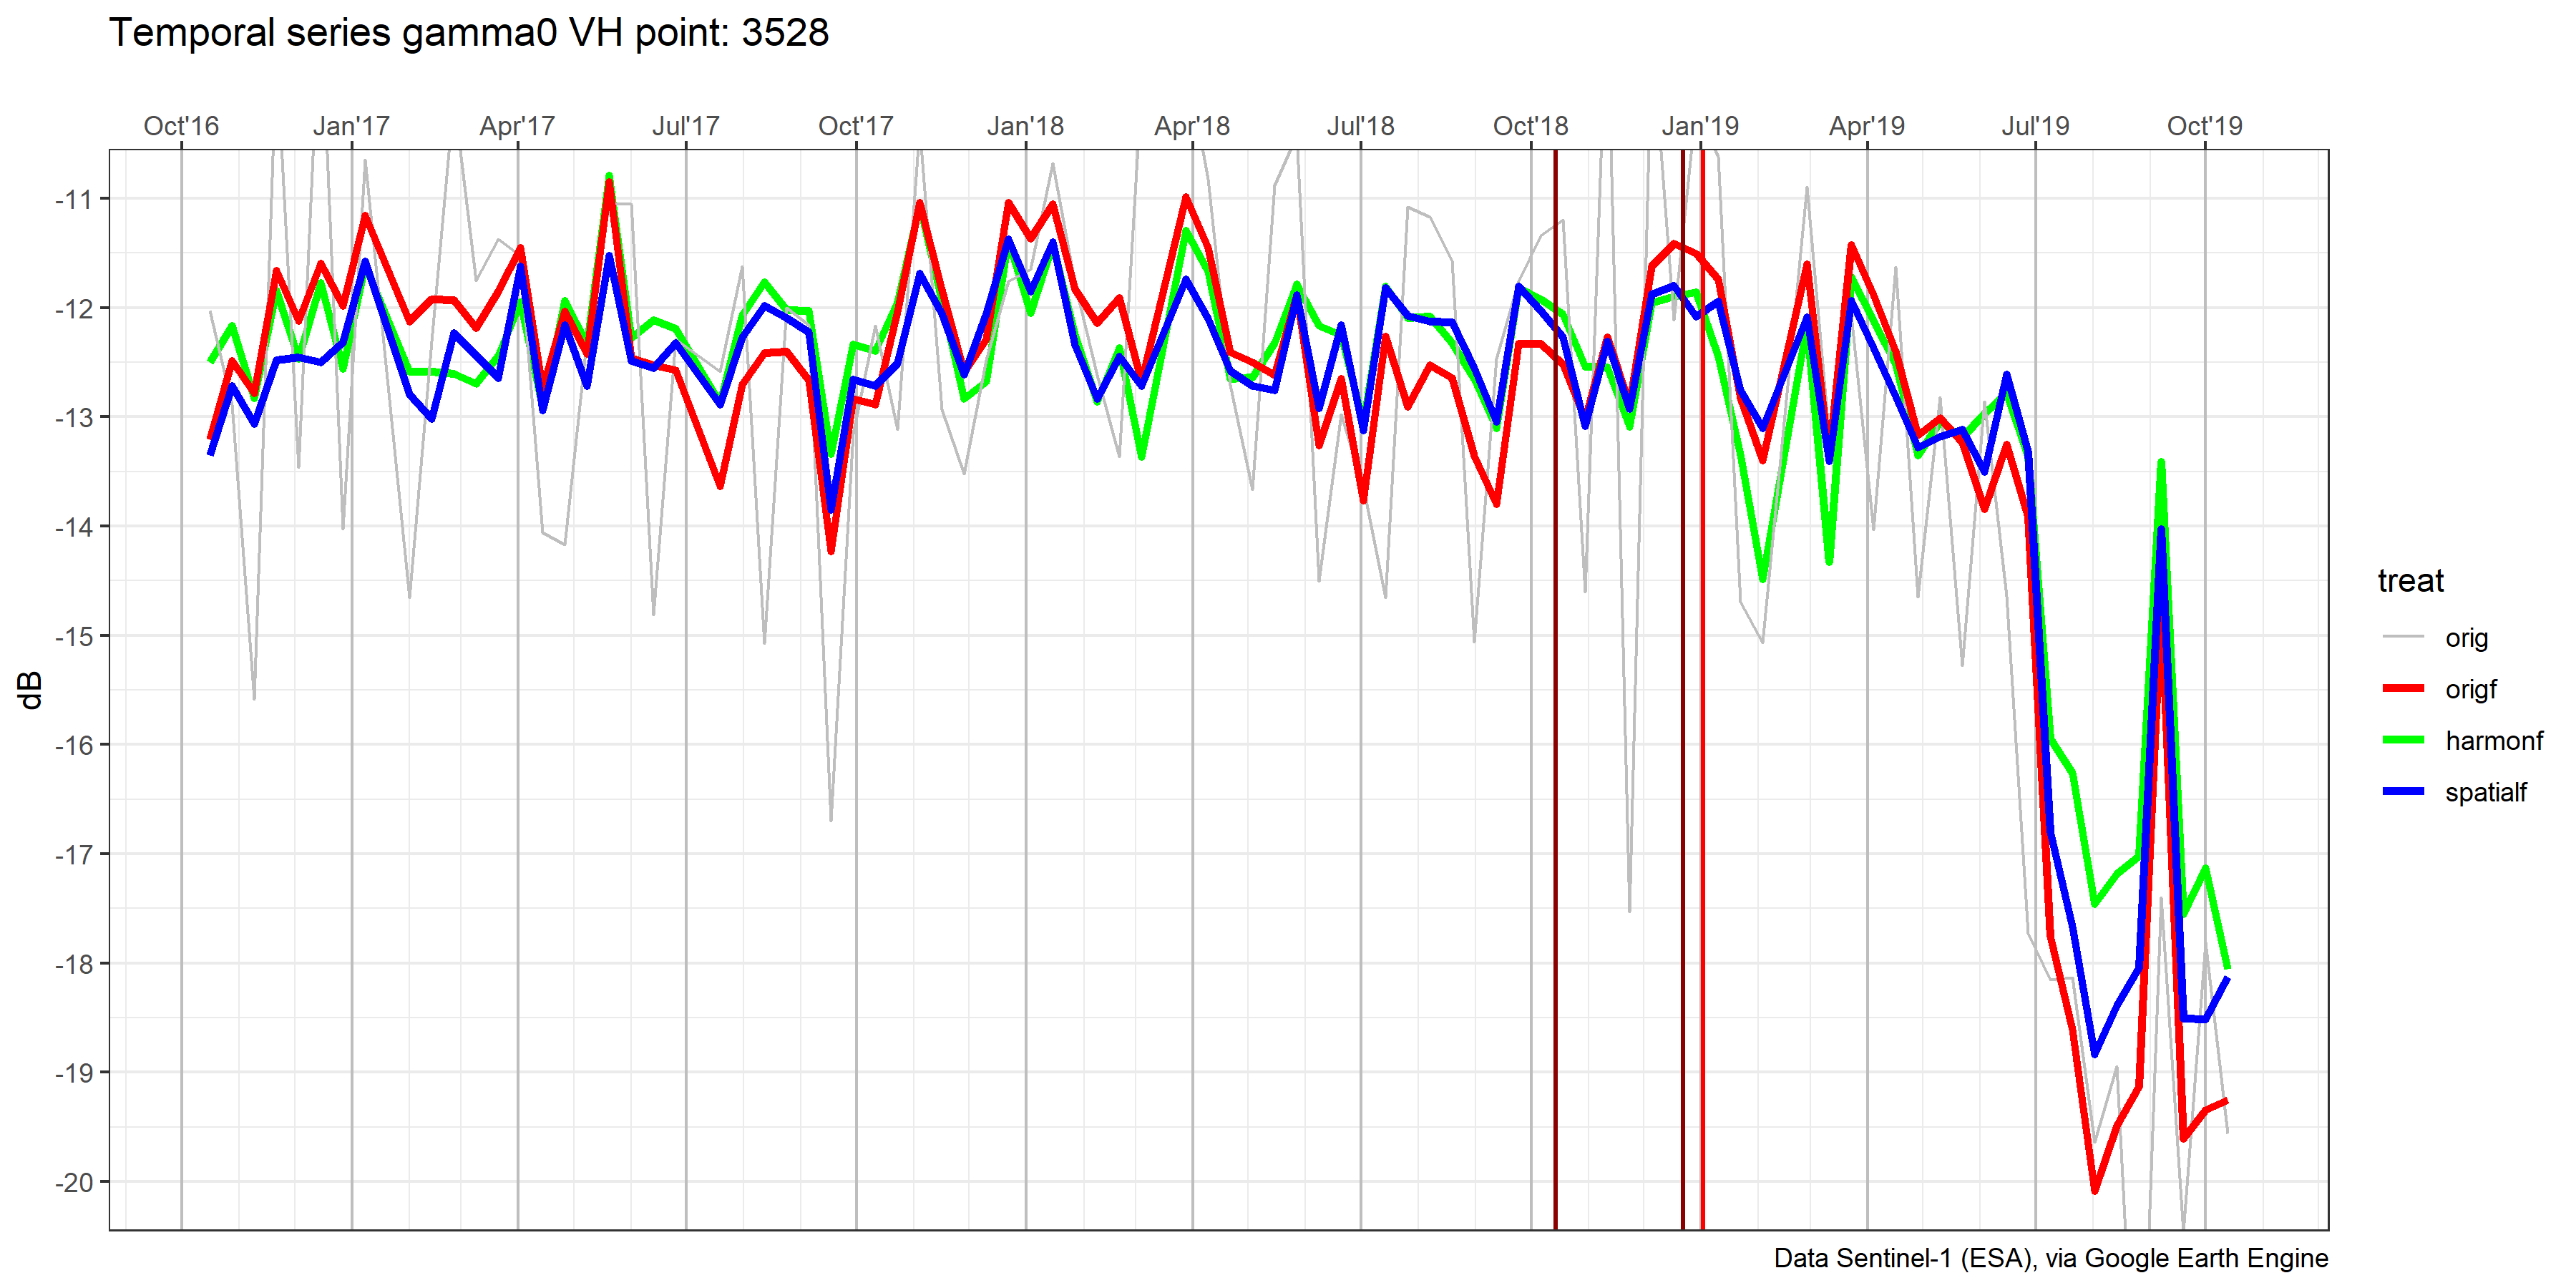 Temporal series gamma0 VH point: 3528
Oct'16 Jan'17 Apr'17 Jul'17 Oct'17 Jan'18 Apr'18 Jul'18 Oct'18 Jan'19 Apr'19 Jul'19 Oct'19
-11
-12
-13
-14
-15
-16
-17
-18
-19
-20
dB
treat
orig
origf
harmonf
spatialf
Data Sentinel-1 (ESA), via Google Earth Engine